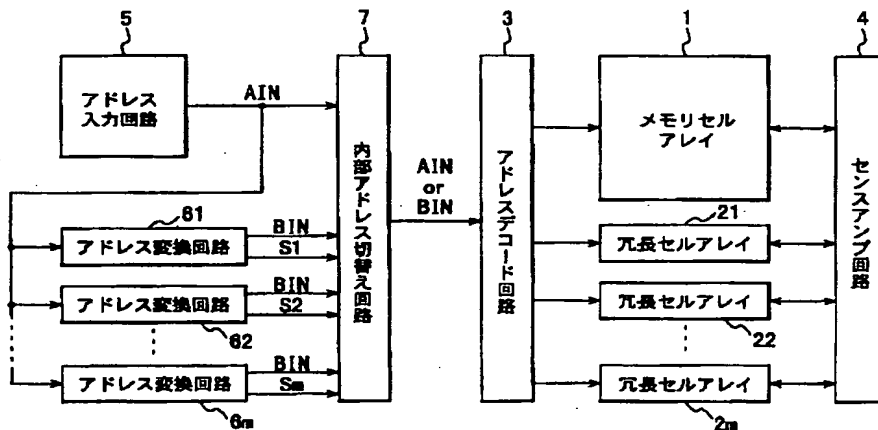 5
7
3
1
4
アドレス
入力回路
AIN
内部アドレス切替え回路
AIN
or
BIN
アドレスデコード回路
メモリセル
アレイ
センスアンプ回路
61
アドレス変換回路
BIN
S1
21
冗長セルアレイ
アドレス変換回路
BIN
S2
62
冗長セルアレイ
22
アドレス変換回路
BIN
Sm
6m
冗長セルアレイ
2m